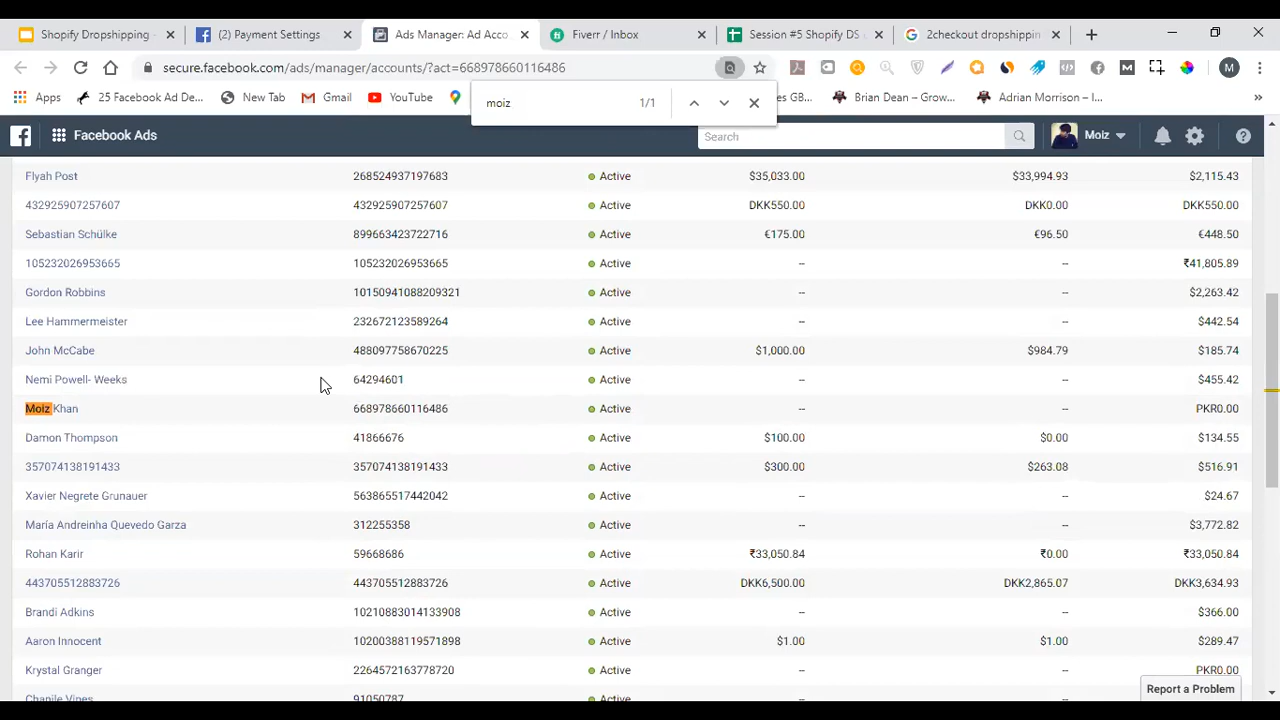 Shopify Dropshipping
(2) Payment Settings
Ads Manager: Ad Acco
Fiverr / Inbox
Session #5 Shopify DS
2checkout dropshippin
secure.facebook.com/ads/manager/accounts/?act=668978660116486
M
Apps
25 Facebook Ad De...
New Tab
Gmail
YouTube
moiz 1/1
es GB...
Brian Dean – Grow...
Adrian Morrison – I...
Facebook Ads
Search
Moiz
Flyah Post 268524937197683 Active $35,033.00 $33,994.93 $2,115.43
432925907257607 432925907257607 Active DKK550.00 DKK0.00 DKK550.00
Sebastian Schülke 899663423722716 Active €175.00 €96.50 €448.50
105232026953665 105232026953665 Active -- -- ₹41,805.89
Gordon Robbins 10150941088209321 Active -- -- $2,263.42
Lee Hammermeister 232672123589264 Active -- -- $442.54
John McCabe 488097758670225 Active $1,000.00 $984.79 $185.74
Nemi Powell- Weeks 64294601 Active -- -- $455.42
Moiz Khan 668978660116486 Active -- -- PKR0.00
Damon Thompson 41866676 Active $100.00 $0.00 $134.55
357074138191433 357074138191433 Active $300.00 $263.08 $516.91
Xavier Negrete Grunauer 563865517442042 Active -- -- $24.67
María Andreinha Quevedo Garza 312255358 Active -- -- $3,772.82
Rohan Karir 59668686 Active ₹33,050.84 ₹0.00 ₹33,050.84
443705512883726 443705512883726 Active DKK6,500.00 DKK2,865.07 DKK3,634.93
Brandi Adkins 10210883014133908 Active -- -- $366.00
Aaron Innocent 10200388119571898 Active $1.00 $1.00 $289.47
Krystal Granger 2264572163778720 Active -- -- PKR0.00
Chanile Vines 91050787
Report a Problem